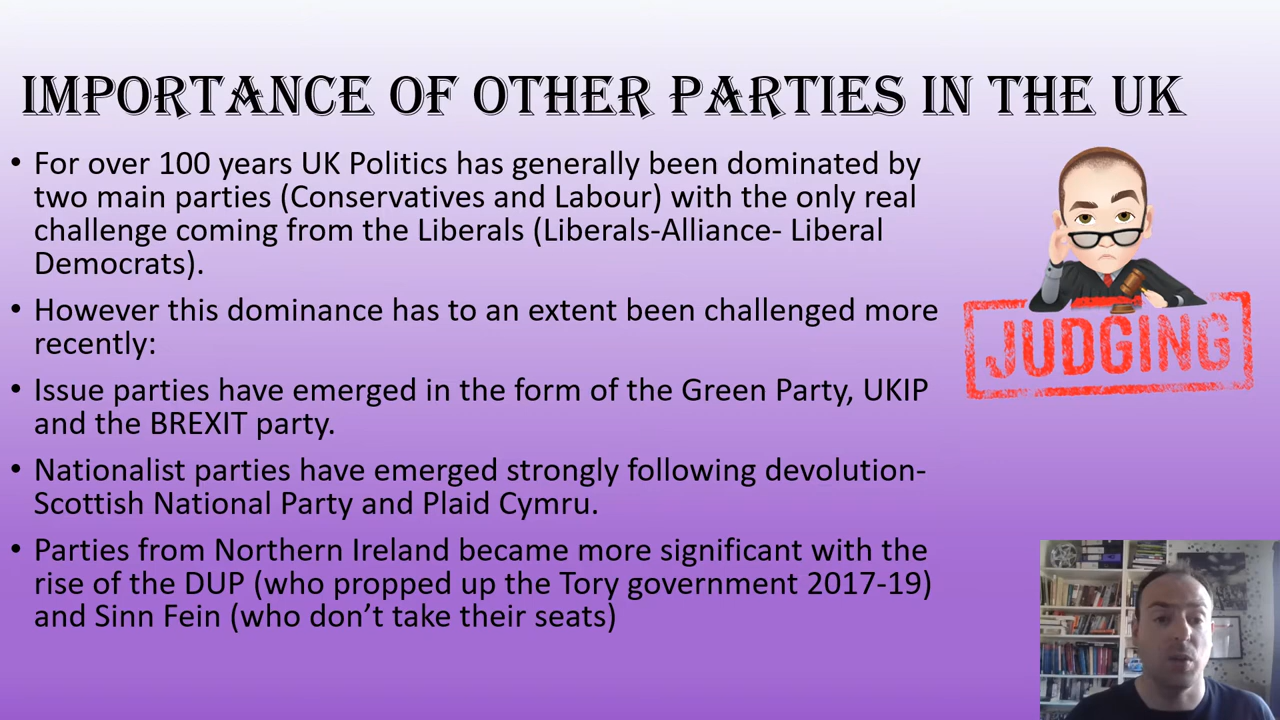 IMPORTANCE OF OTHER PARTIES IN THE UK
• For over 100 years UK Politics has generally been dominated by
two main parties (Conservatives and Labour) with the only real
challenge coming from the Liberals (Liberals-Alliance- Liberal
Democrats).
• However this dominance has to an extent been challenged more
recently:
• Issue parties have emerged in the form of the Green Party, UKIP
and the BREXIT party.
• Nationalist parties have emerged strongly following devolution-
Scottish National Party and Plaid Cymru.
• Parties from Northern Ireland became more significant with the
rise of the DUP (who propped up the Tory government 2017-19)
and Sinn Fein (who don’t take their seats)
JUDGING